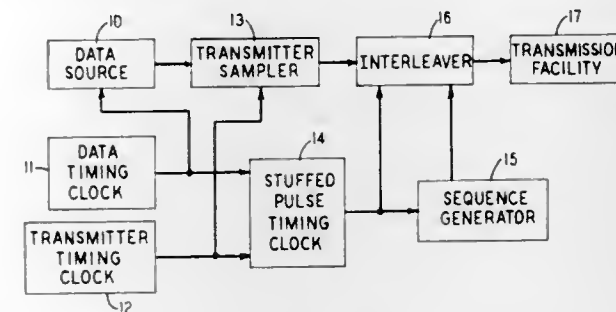 10
13
16
17
DATA
SOURCE
TRANSMITTER
SAMPLER
INTERLEAVER
TRANSMISSION
FACILITY
14
11
DATA
TIMING
CLOCK
STUFFED
PULSE
TIMING
CLOCK
15
SEQUENCE
GENERATOR
TRANSMITTER
TIMING CLOCK
12